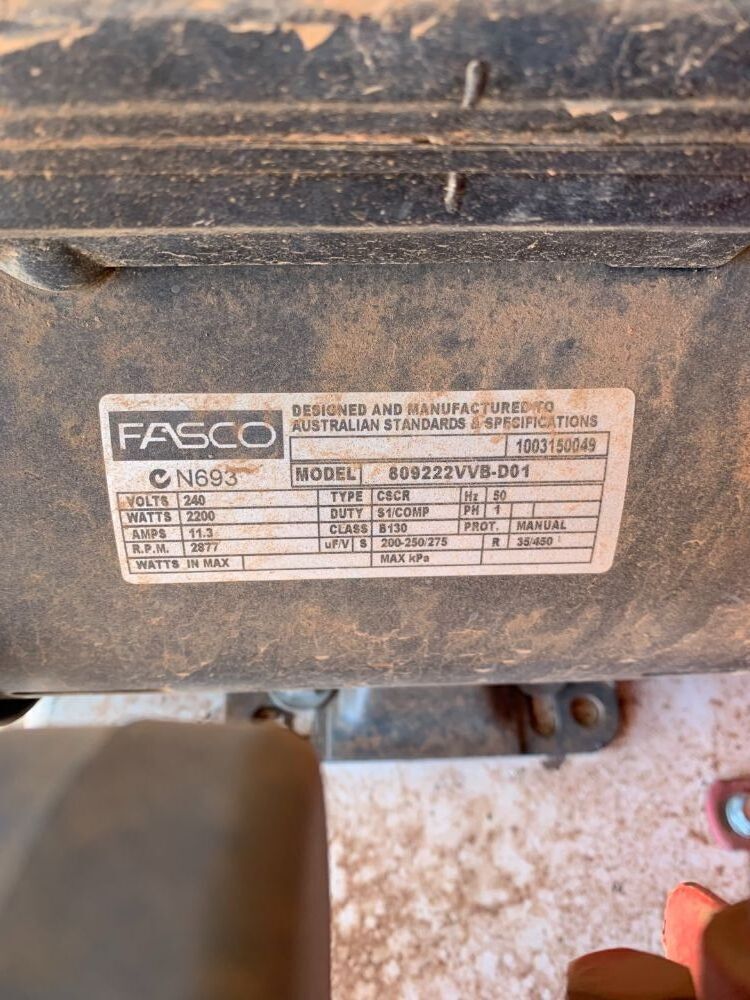 FASCO
DESIGNED AND MANUFACTURED TO
AUSTRALIAN STANDARDS & SPECIFICATIONS
1003150049
N693
MODEL 809222VVB-D01
VOLTS 240 TYPE CSCR Hz 50
WATTS 2200 DUTY S1/COMP PH 1
AMPS 11.3 CLASS B130 PROT. MANUAL
R.P.M. 2877 uF/V S 200-250/275 R 35/450
WATTS IN MAX MAX kPa